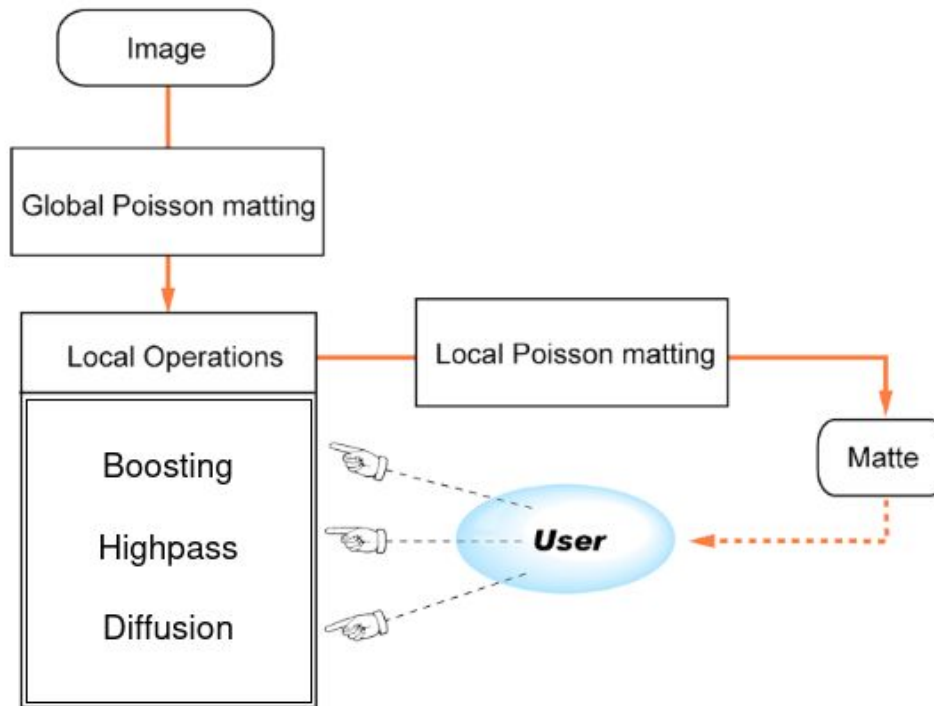 Image
Global Poisson matting
Local Operations
Local Poisson matting
Boosting
Matte
Highpass
User
Diffusion